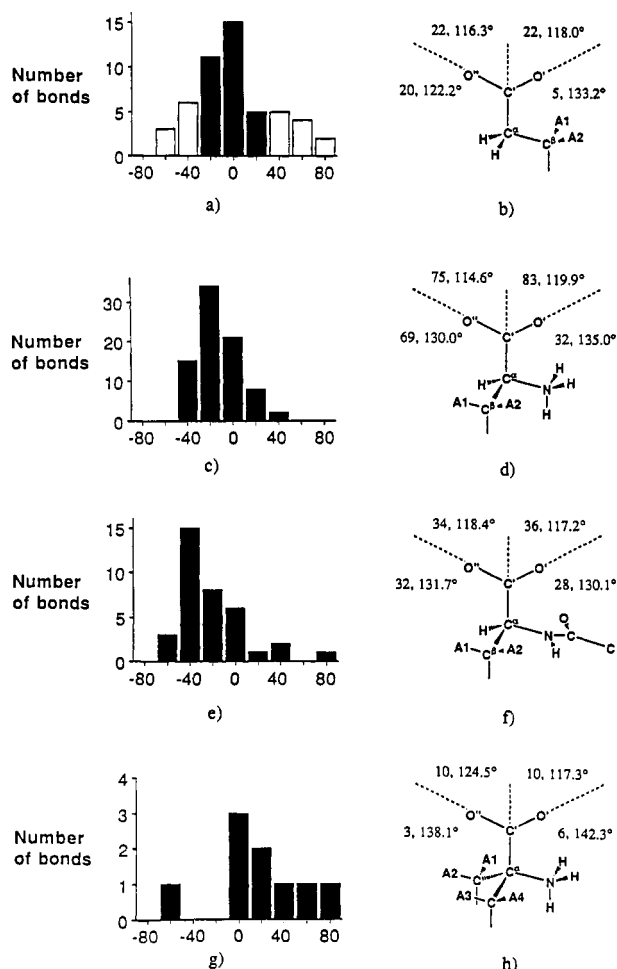 Number of bonds
15
10
5
0
-80 -40 0 40 80
a)
22, 116.3° 22, 118.0°
O'' O'
C'
20, 122.2° 5, 133.2°
H C α C β A1
H A2
b)
Number of bonds
30
20
10
0
-80 -40 0 40 80
c)
75, 114.6° 83, 119.9°
O'' O'
C'
69, 130.0° 32, 135.0°
H C α N H
H
A1 C β A2 H
d)
Number of bonds
15
10
5
0
-80 -40 0 40 80
e)
34, 118.4° 36, 117.2°
O'' O'
C'
32, 131.7° 28, 130.1°
O
H C α N C
A1 C β A2 H C
f)
Number of bonds
4
3
2
1
0
-80 -40 0 40 80
g)
10, 124.5° 10, 117.3°
O'' O'
C'
3, 138.1° 6, 142.3°
A1 C α H
A2 C N H
A3 C A4 H
h)